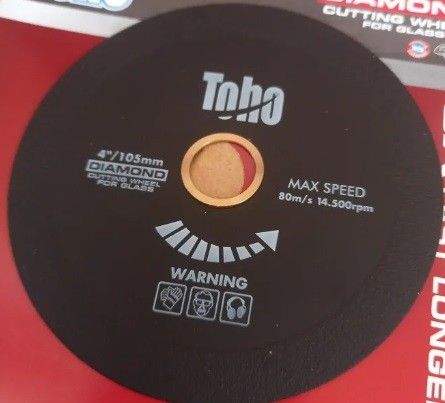 DIAMOND
CUTTING WHE
FOR GLASS
Toho
4"/105mm
DIAMOND
CUTTING WHEEL
FOR GLASS
MAX SPEED
80m/s 14.500rpm
WARNING
LONGE